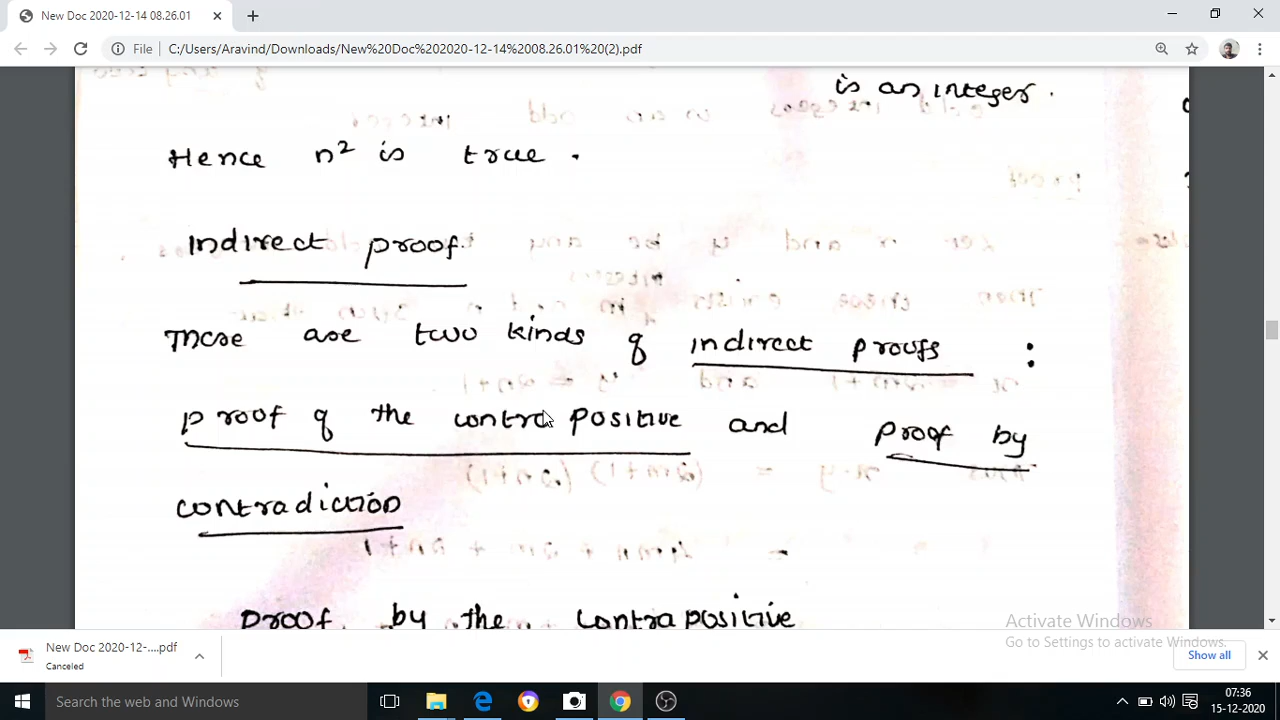 New Doc 2020-12-14 08.26.01
File C:/Users/Aravind/Downloads/New%20Doc%202020-12-14%2008.26.01%20(2).pdf
is an integer.
Hence n² is true.
Indirect proof.
There are two kinds of indirect proofs :
proof of the contra positive and proof by
contradiction
proof by the contrapositive
Activate Windows
Go to Settings to activate Windows.
New Doc 2020-12-....pdf
Canceled
Show all
Search the web and Windows
07:36
15-12-2020